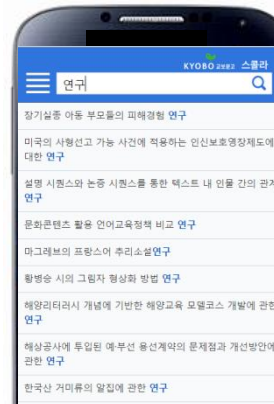 KYOBO 교보문고 스콜라
연구
장기실종 아동 부모들의 피해경험 연구
미국의 사형선고 가능 사건에 적용하는 인신보호영장제도에
대한 연구
설명 시퀀스와 논증 시퀀스를 통한 텍스트 내 인물 간의 관계
연구
문화콘텐츠 활용 언어교육정책 비교 연구
마그레브의 프랑스어 추리소설연구
황병승 시의 그림자 형상화 방법 연구
해양리터러시 개념에 기반한 해양교육 모델코스 개발에 관한
연구
해상공사에 투입된 예·부선 용선계약의 문제점과 개선방안에
관한 연구
한국산 거미류의 알집에 관한 연구